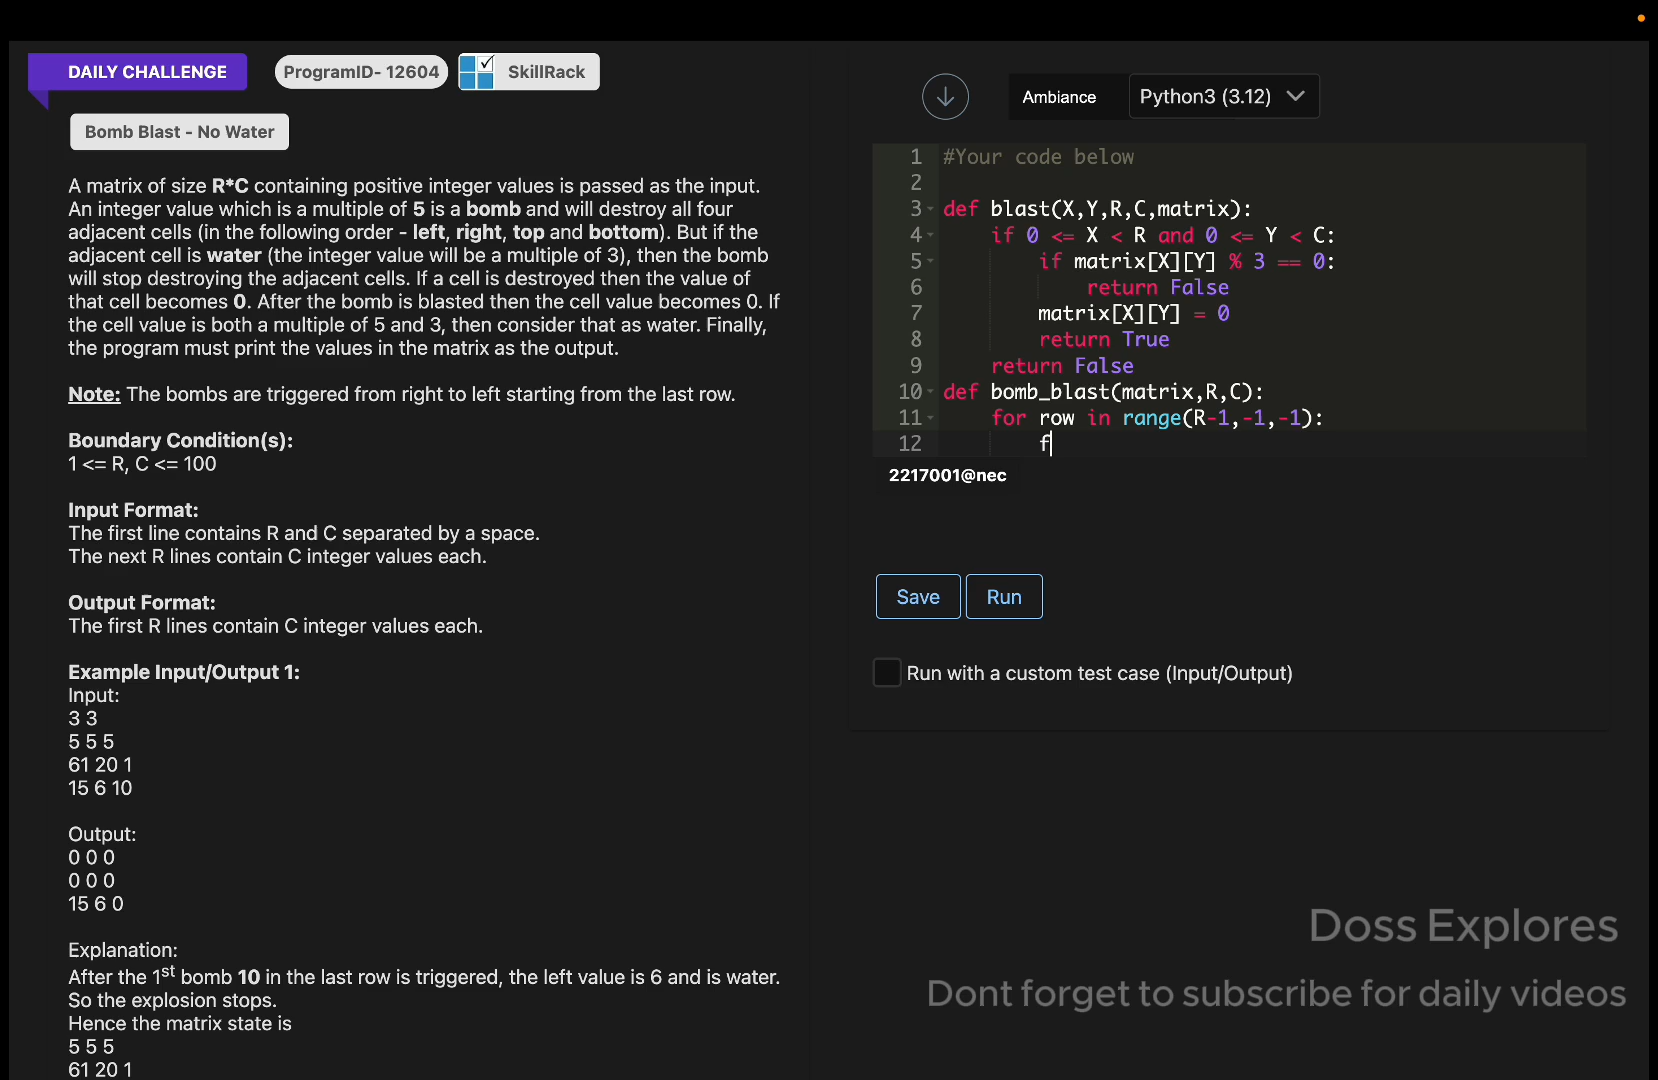 DAILY CHALLENGE
ProgramID- 12604
SkillRack
Bomb Blast - No Water
A matrix of size R*C containing positive integer values is passed as the input.
An integer value which is a multiple of 5 is a bomb and will destroy all four
adjacent cells (in the following order - left, right, top and bottom). But if the
adjacent cell is water (the integer value will be a multiple of 3), then the bomb
will stop destroying the adjacent cells. If a cell is destroyed then the value of
that cell becomes 0. After the bomb is blasted then the cell value becomes 0. If
the cell value is both a multiple of 5 and 3, then consider that as water. Finally,
the program must print the values in the matrix as the output.
Note: The bombs are triggered from right to left starting from the last row.
Boundary Condition(s):
1 <= R, C <= 100
Input Format:
The first line contains R and C separated by a space.
The next R lines contain C integer values each.
Output Format:
The first R lines contain C integer values each.
Example Input/Output 1:
Input:
3 3
5 5 5
61 20 1
15 6 10
Output:
0 0 0
0 0 0
15 6 0
Explanation:
After the 1st bomb 10 in the last row is triggered, the left value is 6 and is water.
So the explosion stops.
Hence the matrix state is
5 5 5
61 20 1
Ambiance
Python3 (3.12)
1 #Your code below
2
3 def blast(X,Y,R,C,matrix):
4 if 0 <= X < R and 0 <= Y < C:
5 if matrix[X][Y] % 3 == 0:
6 return False
7 matrix[X][Y] = 0
8 return True
9 return False
10 def bomb_blast(matrix,R,C):
11 for row in range(R-1,-1,-1):
12 f
2217001@nec
Save
Run
Run with a custom test case (Input/Output)
Doss Explores
Dont forget to subscribe for daily videos